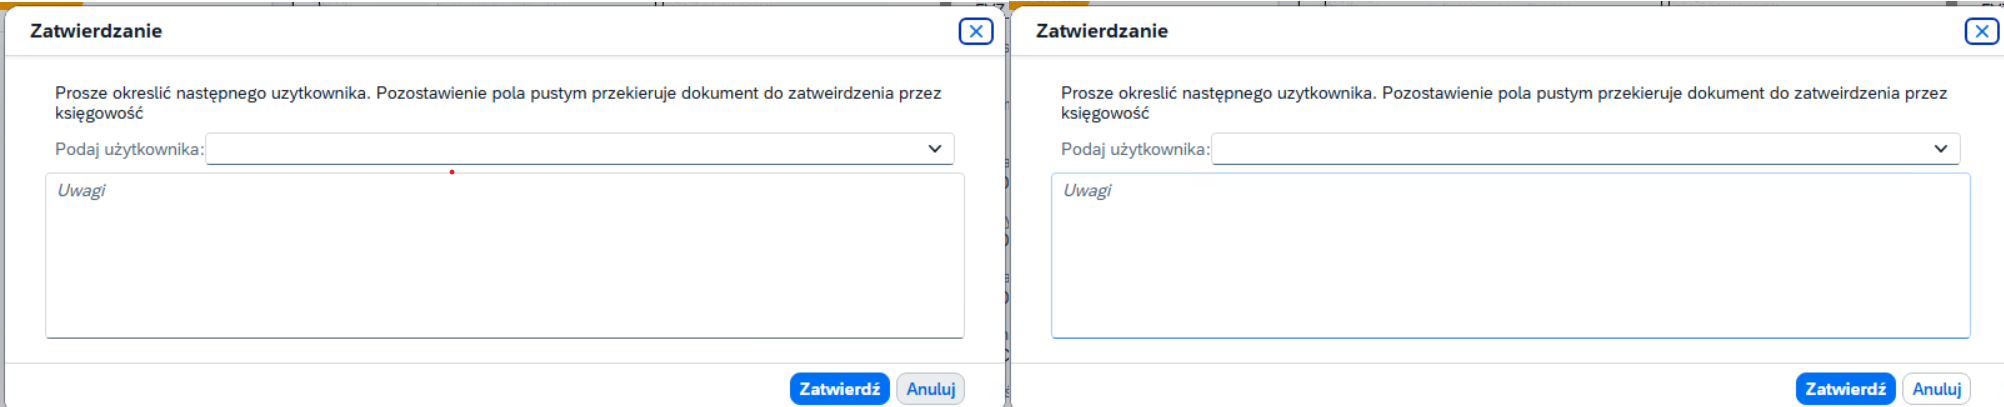 Zatwierdzanie
Prosze okreslić następnego uzytkownika. Pozostawienie pola pustym przekieruje dokument do zatweirdzenia przez
księgowość
Podaj użytkownika:
Uwagi
Zatwierdź Anuluj
Zatwierdzanie
Prosze okreslić następnego uzytkownika. Pozostawienie pola pustym przekieruje dokument do zatweirdzenia przez
księgowość
Podaj użytkownika:
Uwagi
Zatwierdź Anuluj